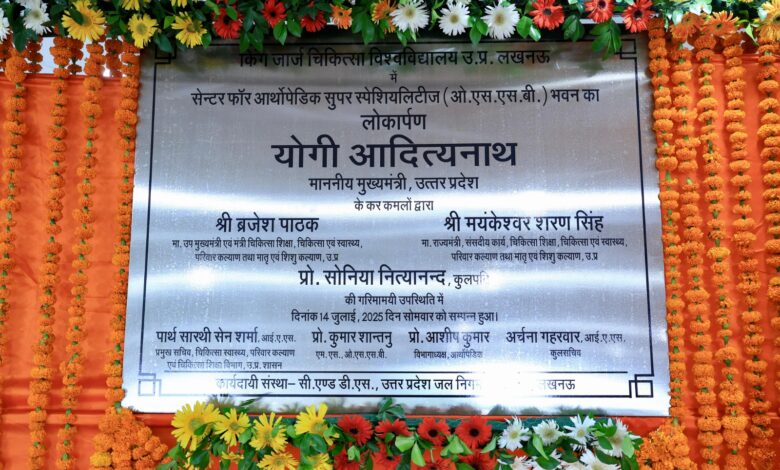 किंग जॉर्ज चिकित्सा विश्वविद्यालय उ.प्र. लखनऊ
में
सेन्टर फॉर आर्थोपेडिक सुपर स्पेशियलिटीज (ओ.एस.एस.बी.) भवन का
लोकार्पण
योगी आदित्यनाथ
माननीय मुख्यमंत्री, उत्तर प्रदेश
के कर कमलों द्वारा
श्री ब्रजेश पाठक
मा. उप मुख्यमंत्री एवं मंत्री चिकित्सा शिक्षा, चिकित्सा एवं स्वास्थ्य,
परिवार कल्याण तथा मातृ एवं शिशु कल्याण, उ.प्र
श्री मयंकेश्वर शरण सिंह
मा. राज्यमंत्री, संसदीय कार्य, चिकित्सा शिक्षा, चिकित्सा एवं स्वास्थ्य,
परिवार कल्याण तथा मातृ एवं शिशु कल्याण, उ.प्र
प्रो. सोनिया नित्यानन्द, कुलपति
की गरिमामयी उपस्थिति में
दिनांक 14 जुलाई, 2025 दिन सोमवार को सम्पन्न हुआ।
पार्थ सारथी सेन शर्मा, आई.ए.एस.
प्रमुख सचिव, चिकित्सा स्वास्थ्य, परिवार कल्याण
एवं चिकित्सा शिक्षा विभाग, उ.प्र. शासन
प्रो. कुमार शान्तनु
एम.एस., ओ.एस.एस.बी.
प्रो. आशीष कुमार
विभागाध्यक्ष, आर्थोपेडिक
अर्चना गहरवार, आई.ए.एस.
कुलसचिव
कार्यदायी संस्था– सी.एण्ड डी.एस., उत्तर प्रदेश जल निगम लखनऊ